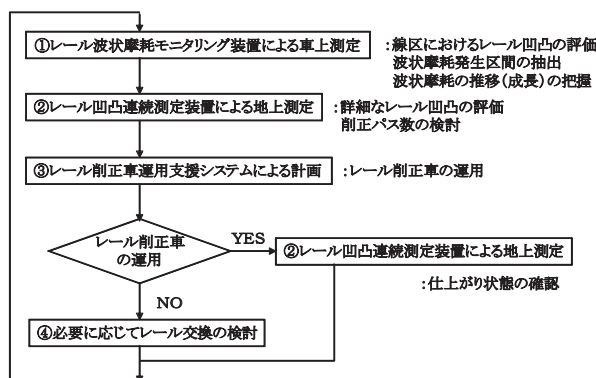 ①レール波状摩耗モニタリング装置による車上測定
:線区におけるレール凹凸の評価
波状摩耗発生区間の抽出
波状摩耗の推移(成長)の把握
②レール凹凸連続測定装置による地上測定
:詳細なレール凹凸の評価
削正パス数の検討
③レール削正車運用支援システムによる計画
:レール削正車の運用
レール削正車
の運用
YES
②レール凹凸連続測定装置による地上測定
:仕上がり状態の確認
NO
④必要に応じてレール交換の検討